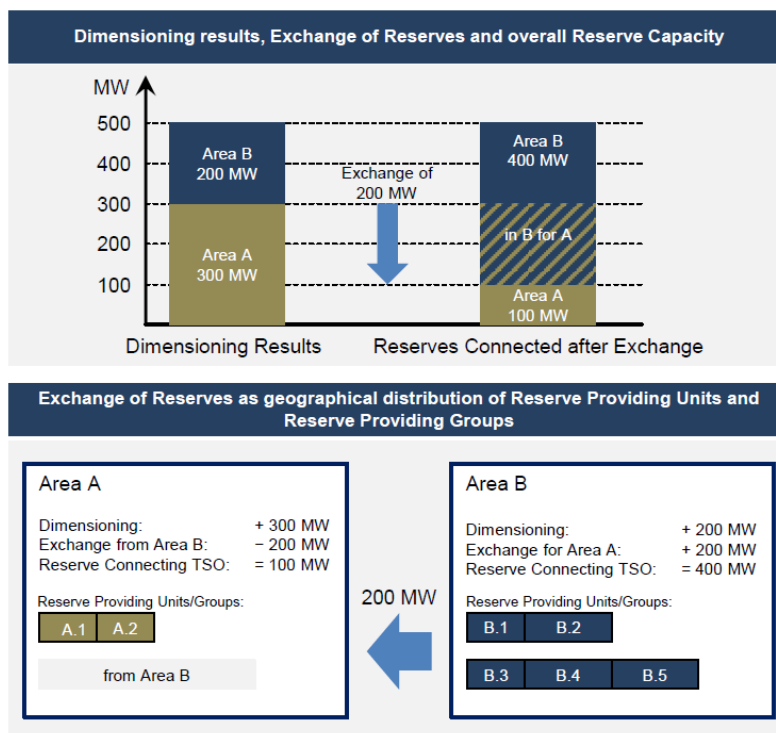 Dimensioning results, Exchange of Reserves and overall Reserve Capacity
MW
500
400
300
200
100
Area B
200 MW
Area A
300 MW
Exchange of
200 MW
Area B
400 MW
in B for A
Area A
100 MW
Dimensioning Results
Reserves Connected after Exchange
Exchange of Reserves as geographical distribution of Reserve Providing Units and
Reserve Providing Groups
Area A
Dimensioning: + 300 MW
Exchange from Area B: − 200 MW
Reserve Connecting TSO: = 100 MW
Reserve Providing Units/Groups:
A.1 A.2
from Area B
200 MW
Area B
Dimensioning: + 200 MW
Exchange for Area A: + 200 MW
Reserve Connecting TSO: = 400 MW
Reserve Providing Units/Groups:
B.1 B.2
B.3 B.4 B.5